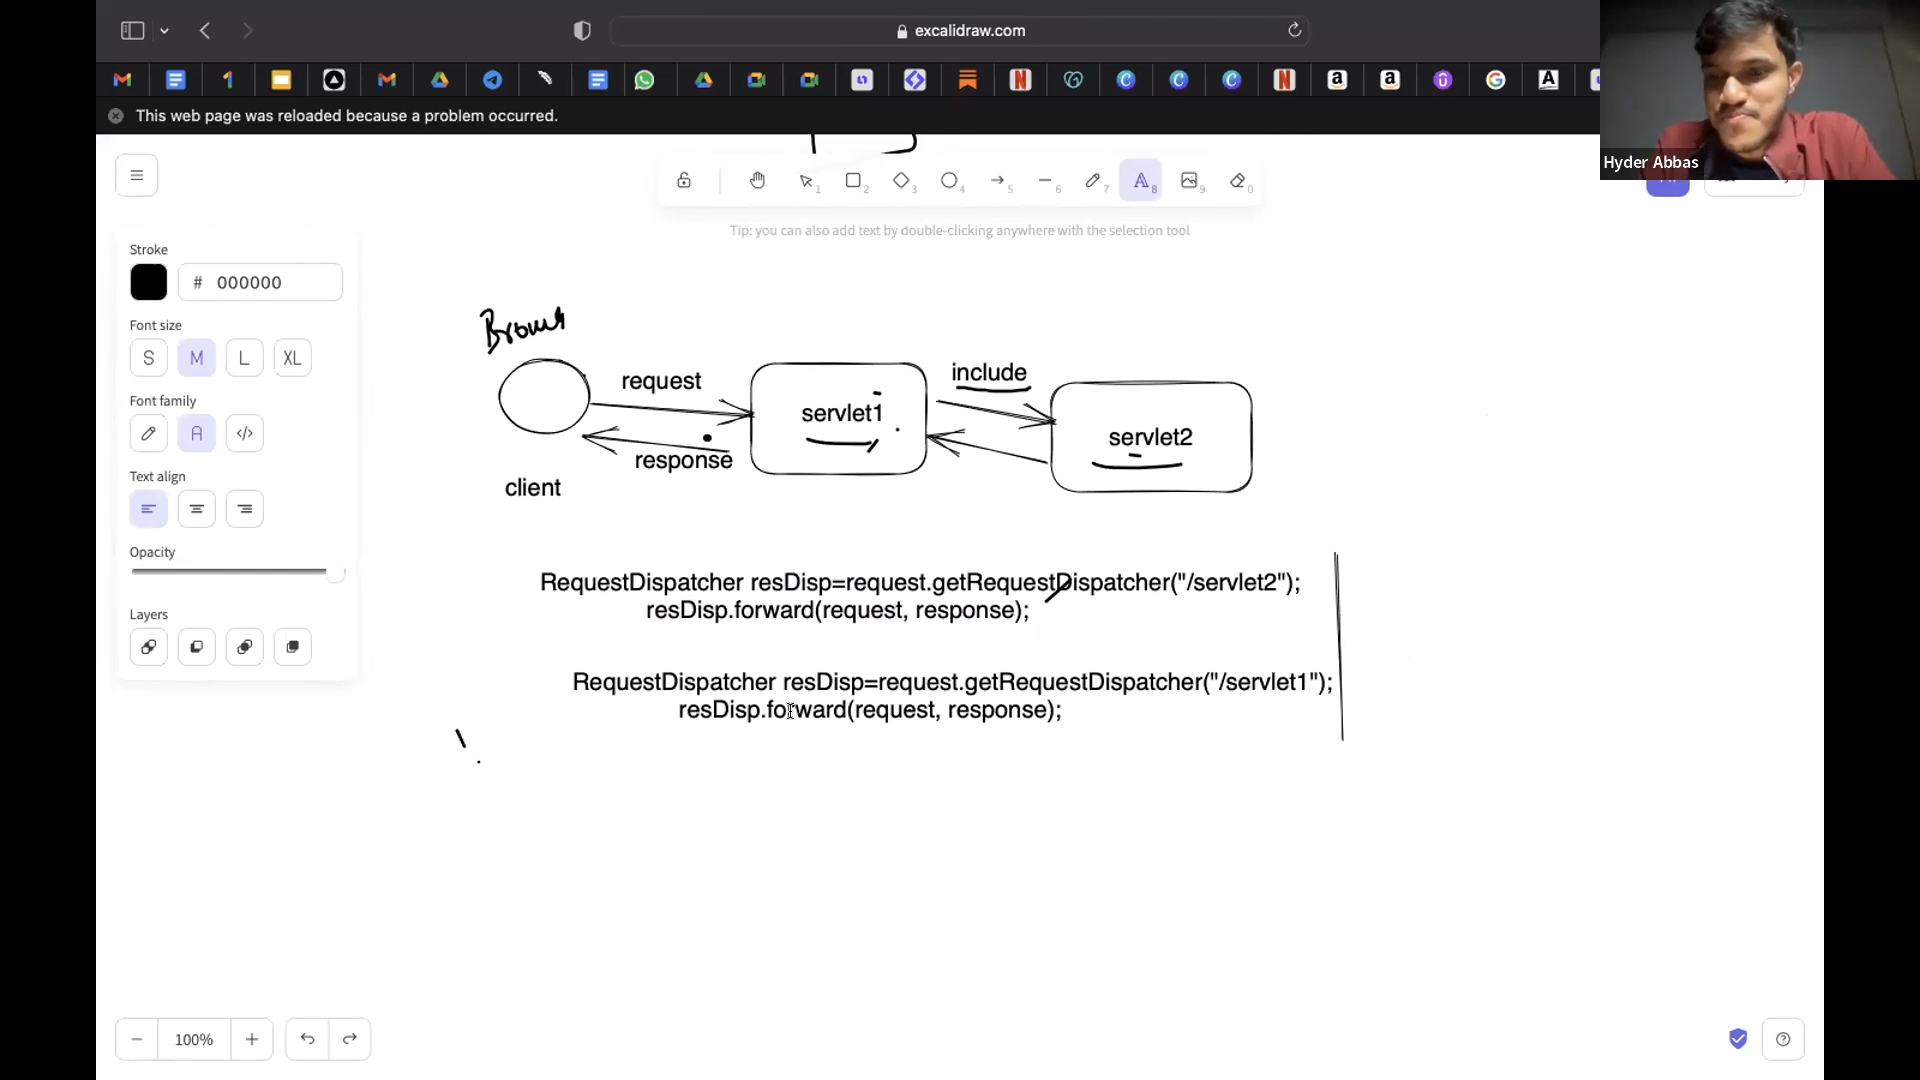 excalidraw.com
This web page was reloaded because a problem occurred.
Hyder Abbas
1
2
3
4
5
6
7
A 8
9
0
Tip: you can also add text by double-clicking anywhere with the selection tool
Stroke
# 000000
Font size
S M L XL
Font family
A </>
Text align
Opacity
Layers
request
response
client
servlet1
include
servlet2
RequestDispatcher resDisp=request.getRequestDispatcher("/servlet2");
resDisp.forward(request, response);
RequestDispatcher resDisp=request.getRequestDispatcher("/servlet1");
resDisp.forward(request, response);
− 100% +